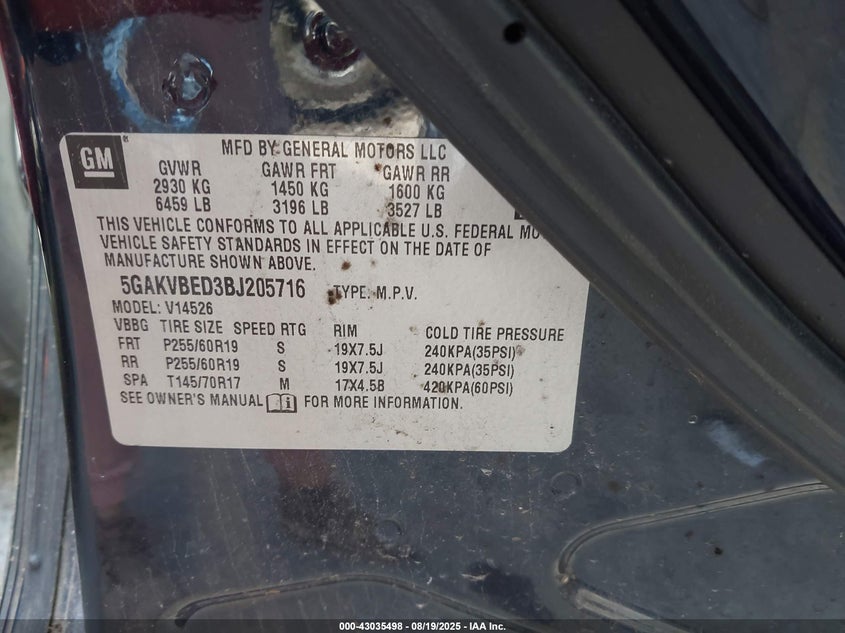 GM
MFD BY GENERAL MOTORS LLC
GVWR GAWR FRT GAWR RR
2930 KG 1450 KG 1600 KG
6459 LB 3196 LB 3527 LB
THIS VEHICLE CONFORMS TO ALL APPLICABLE U.S. FEDERAL MO
VEHICLE SAFETY STANDARDS IN EFFECT ON THE DATE OF
MANUFACTURE SHOWN ABOVE.
5GAKVBED3BJ205716 TYPE: M.P.V.
MODEL: V14526
VBBG TIRE SIZE SPEED RTG RIM COLD TIRE PRESSURE
FRT P255/60R19 S 19X7.5J 240KPA(35PSI)
RR P255/60R19 S 19X7.5J 240KPA(35PSI)
SPA T145/70R17 M 17X4.5B 420KPA(60PSI)
SEE OWNER'S MANUAL FOR MORE INFORMATION.
000-43035498 - 08/19/2025 - IAA Inc.